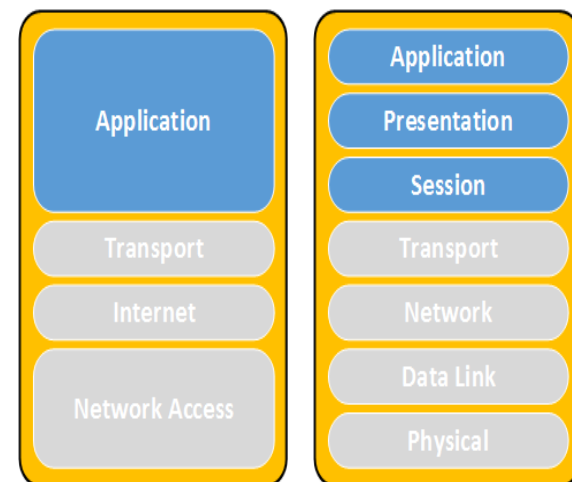 Application
Transport
Internet
Network Access
Application
Presentation
Session
Transport
Network
Data Link
Physical